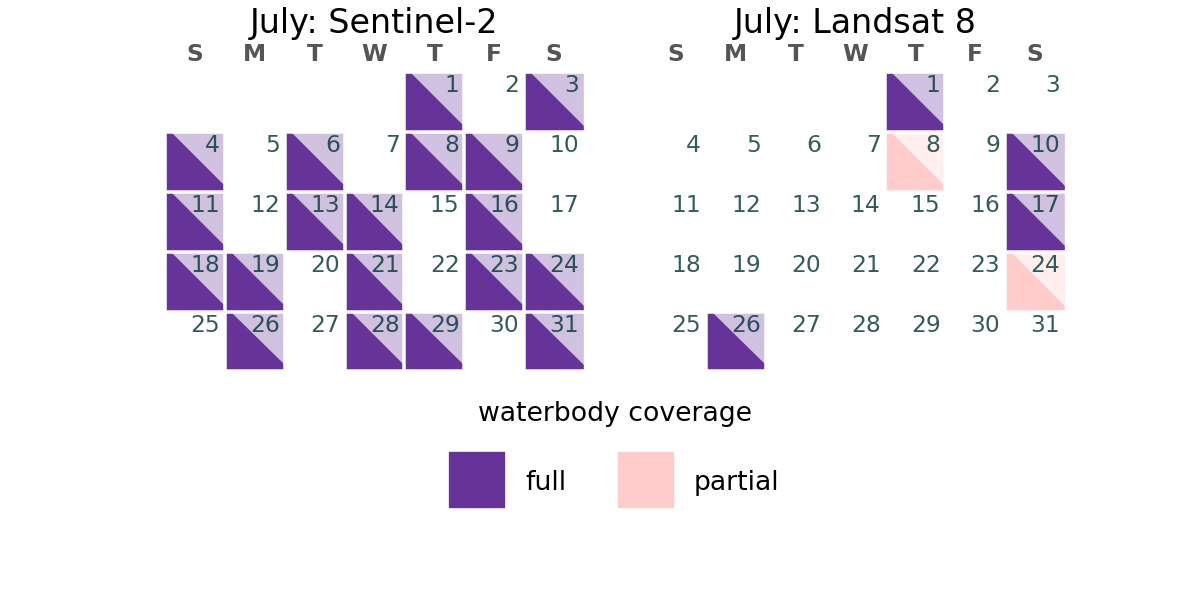 July: Sentinel-2
S M T W T F S
1 2 3
4 5 6 7 8 9 10
11 12 13 14 15 16 17
18 19 20 21 22 23 24
25 26 27 28 29 30 31
July: Landsat 8
S M T W T F S
1 2 3
4 5 6 7 8 9 10
11 12 13 14 15 16 17
18 19 20 21 22 23 24
25 26 27 28 29 30 31
waterbody coverage
full partial